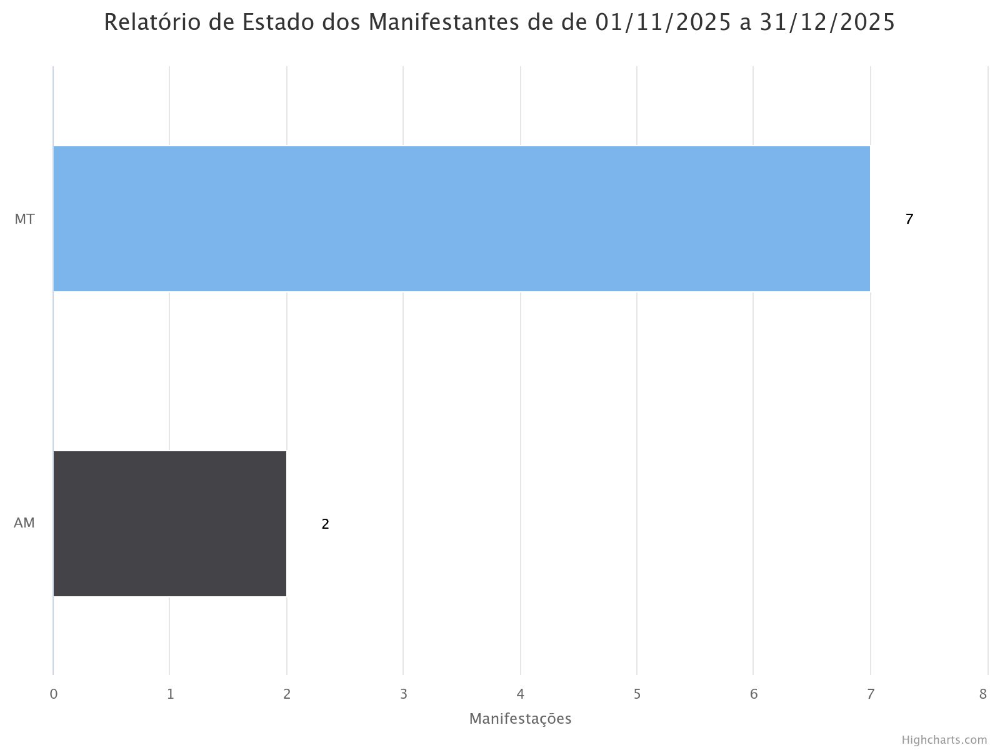 Relatório de Estado dos Manifestantes de de 01/11/2025 a 31/12/2025
MT
7
AM
2
0 1 2 3 4 5 6 7 8
Manifestações
Highcharts.com